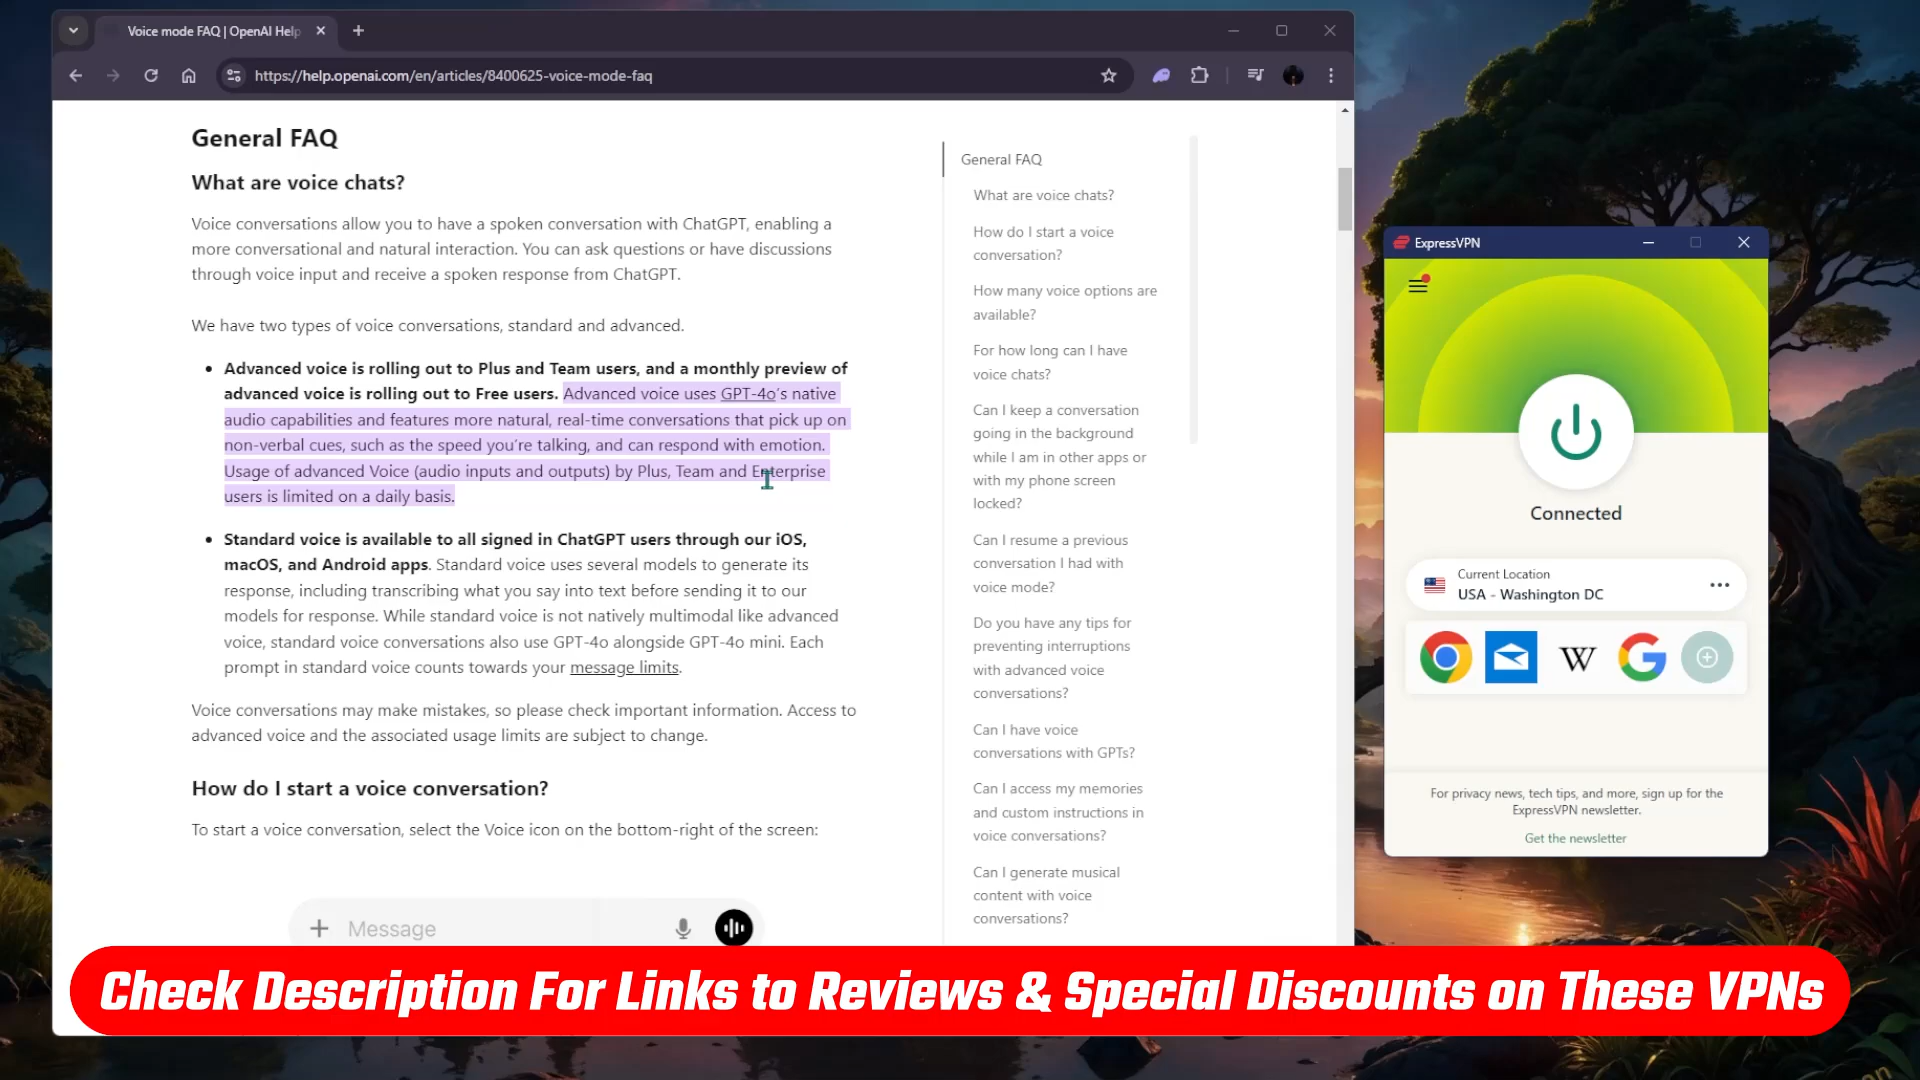 Voice mode FAQ | OpenAI Help
https://help.openai.com/en/articles/8400625-voice-mode-faq
General FAQ
What are voice chats?
Voice conversations allow you to have a spoken conversation with ChatGPT, enabling a
more conversational and natural interaction. You can ask questions or have discussions
through voice input and receive a spoken response from ChatGPT.
We have two types of voice conversations, standard and advanced.
Advanced voice is rolling out to Plus and Team users, and a monthly preview of
advanced voice is rolling out to Free users. Advanced voice uses GPT-4o's native
audio capabilities and features more natural, real-time conversations that pick up on
non-verbal cues, such as the speed you're talking, and can respond with emotion.
Usage of advanced Voice (audio inputs and outputs) by Plus, Team and Enterprise
users is limited on a daily basis.
Standard voice is available to all signed in ChatGPT users through our iOS,
macOS, and Android apps. Standard voice uses several models to generate its
response, including transcribing what you say into text before sending it to our
models for response. While standard voice is not natively multimodal like advanced
voice, standard voice conversations also use GPT-4o alongside GPT-4o mini. Each
prompt in standard voice counts towards your message limits.
Voice conversations may make mistakes, so please check important information. Access to
advanced voice and the associated usage limits are subject to change.
How do I start a voice conversation?
To start a voice conversation, select the Voice icon on the bottom-right of the screen:
Message
General FAQ
What are voice chats?
How do I start a voice
conversation?
How many voice options are
available?
For how long can I have
voice chats?
Can I keep a conversation
going in the background
while I am in other apps or
with my phone screen
locked?
Can I resume a previous
conversation I had with
voice mode?
Do you have any tips for
preventing interruptions
with advanced voice
conversations?
Can I have voice
conversations with GPTs?
Can I access my memories
and custom instructions in
voice conversations?
Can I generate musical
content with voice
conversations?
ExpressVPN
Connected
Current Location
USA - Washington DC
W
For privacy news, tech tips, and more, sign up for the
ExpressVPN newsletter.
Get the newsletter
Check Description For Links to Reviews & Special Discounts on These VPNs